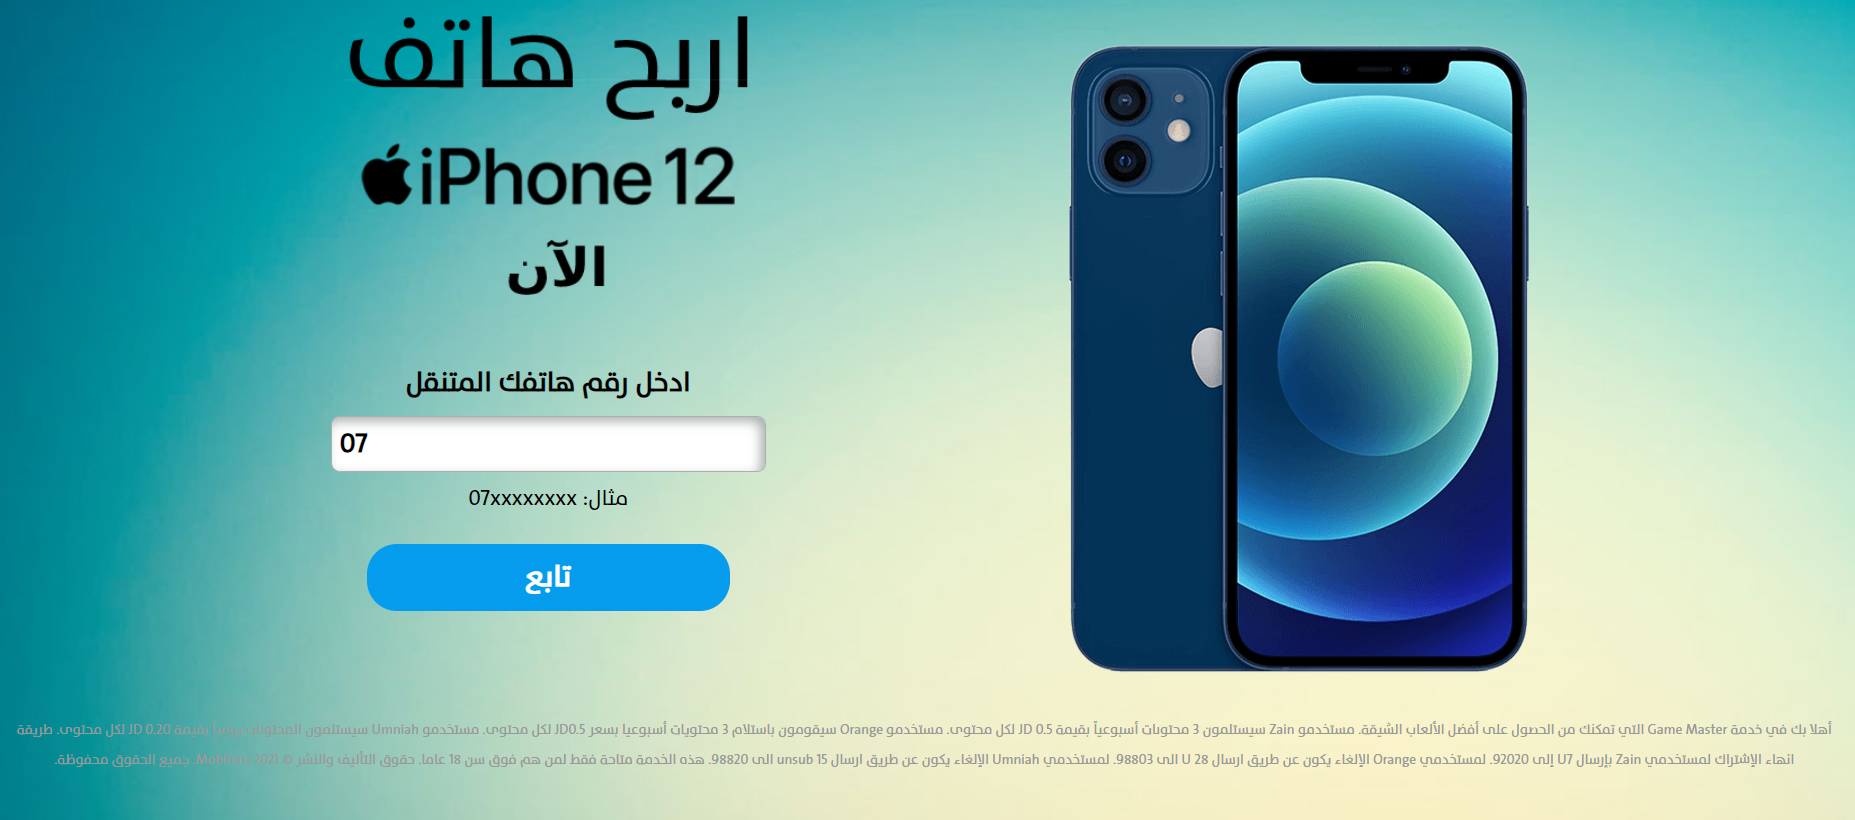 اربح هاتف
iPhone 12
الآن
ادخل رقم هاتفك المتنقل
07
مثال: 07xxxxxxxx
تابع
أهلا بك في خدمة Game Master التي تمكنك من الحصول على أفضل الألعاب الشيقة. مستخدمو Zain سيستلمون 3 محتويات أسبوعياً بقيمة 0.5 JD لكل محتوى. مستخدمو Orange سيقومون باستلام 3 محتويات أسبوعيا بسعر JD0.5 لكل محتوى. مستخدمو Umniah سيستلمون المحتويات يومياً بقيمة 0.20 JD لكل محتوى. طريقة
انهاء الإشتراك لمستخدمي Zain بإرسال U7 إلى 92020. لمستخدمي Orange الإلغاء يكون عن طريق ارسال U 28 الى 98803. لمستخدمي Umniah الإلغاء يكون عن طريق ارسال unsub 15 الى 98820. هذه الخدمة متاحة فقط لمن هم فوق سن 18 عاما. حقوق التأليف والنشر © 2021 جميع الحقوق محفوظة.